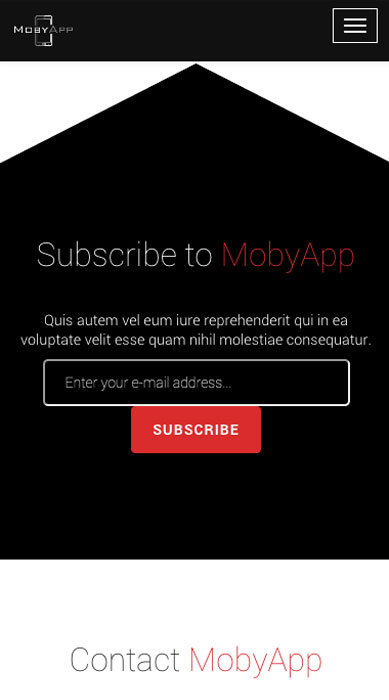 MobyApp
Subscribe to MobyApp
Quis autem vel eum iure reprehenderit qui in ea
voluptate velit esse quam nihil molestiae consequatur.
Enter your e-mail address...
SUBSCRIBE
Contact MobyApp